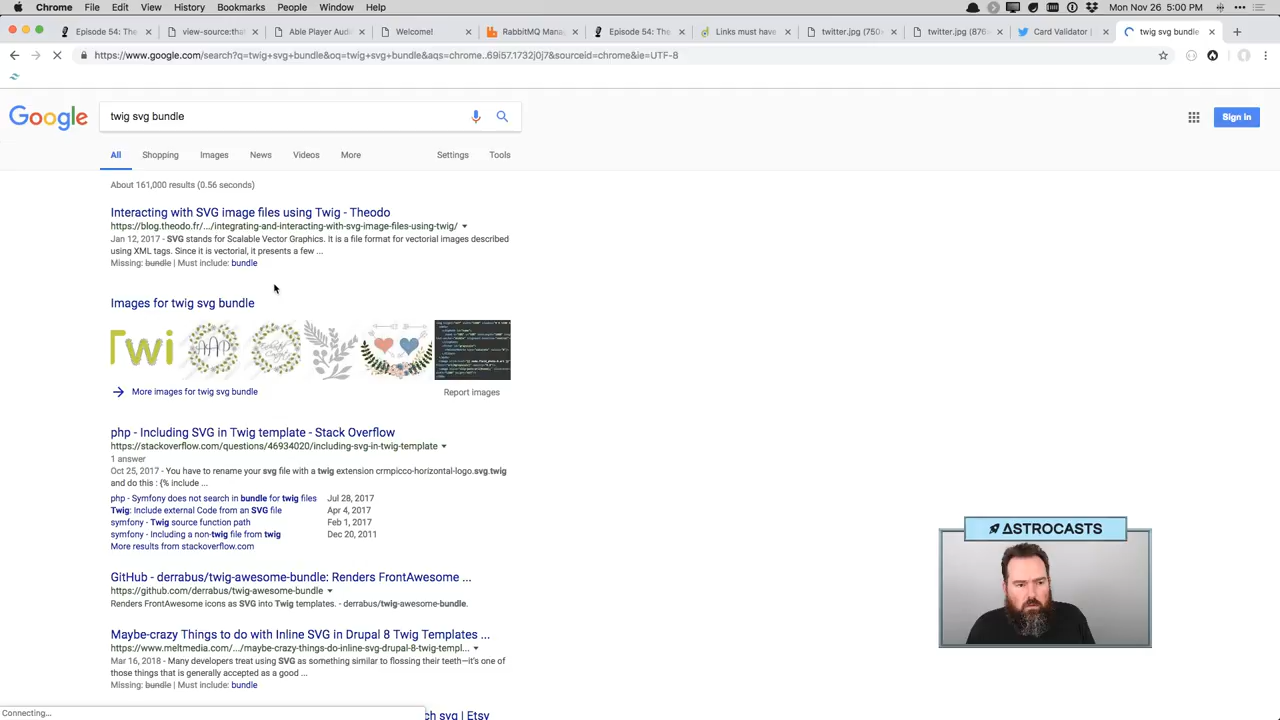 Chrome File Edit View History Bookmarks People Window Help Mon Nov 26 5:00 PM
Episode 54: The view-source:that Able Player Aud Welcome! RabbitMQ Mana Episode 54: The Links must have twitter.jpg (750× twitter.jpg (876× Card Validator | twig svg bundle
https://www.google.com/search?q=twig+svg+bundle&oq=twig+svg+bundle&aqs=chrome..69i57.1732j0j7&sourceid=chrome&ie=UTF-8
Google twig svg bundle Sign in
All Shopping Images News Videos More Settings Tools
About 161,000 results (0.56 seconds)
Interacting with SVG image files using Twig - Theodo
https://blog.theodo.fr/.../integrating-and-interacting-with-svg-image-files-using-twig/
Jan 12, 2017 - SVG stands for Scalable Vector Graphics. It is a file format for vectorial images described
using XML tags. Since it is vectorial, it presents a few ...
Missing: bundle | Must include: bundle
Images for twig svg bundle
Twi
More images for twig svg bundle Report images
php - Including SVG in Twig template - Stack Overflow
https://stackoverflow.com/questions/46934020/including-svg-in-twig-template
1 answer
Oct 25, 2017 - You have to rename your svg file with a twig extension crmpicco-horizontal-logo.svg.twig
and do this : {% include ...
php - Symfony does not search in bundle for twig files Jul 28, 2017
Twig: Include external Code from an SVG file Apr 4, 2017
symfony - Twig source function path Feb 1, 2017
symfony - Including a non-twig file from twig Dec 20, 2011
More results from stackoverflow.com
GitHub - derrabus/twig-awesome-bundle: Renders FrontAwesome ...
https://github.com/derrabus/twig-awesome-bundle
Renders FrontAwesome icons as SVG into Twig templates. - derrabus/twig-awesome-bundle.
Maybe-crazy Things to do with Inline SVG in Drupal 8 Twig Templates ...
https://www.meltmedia.com/.../maybe-crazy-things-do-inline-svg-drupal-8-twig-templ...
Mar 16, 2018 - Many developers treat using SVG as something similar to flossing their teeth—it's one of
those things that is generally accepted as a good ...
Missing: bundle | Must include: bundle
ch svg | Etsy
Connecting...
ASTROCASTS